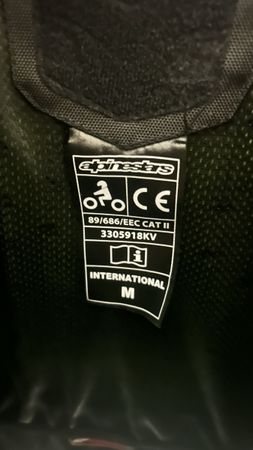 alpinestars
CE
89/686/EEC CAT II
3305918KV
i
INTERNATIONAL
M